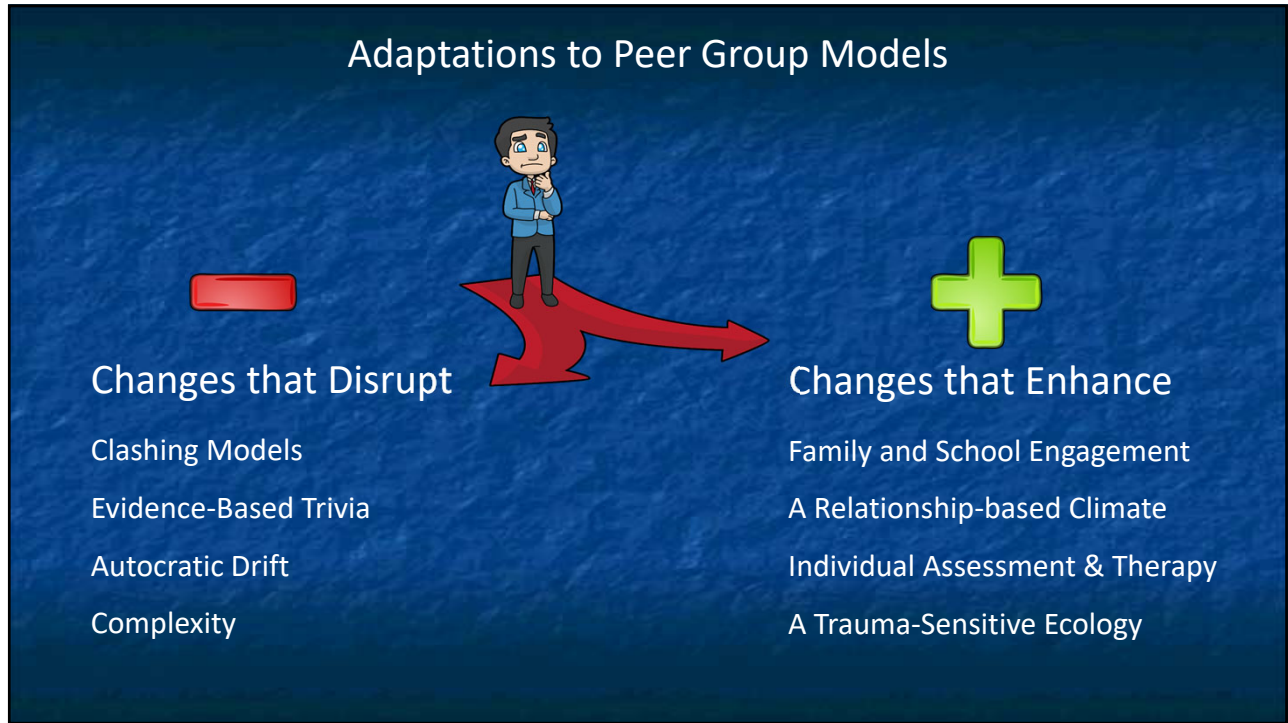 Adaptations to Peer Group Models
Changes that Disrupt
Clashing Models
Evidence-Based Trivia
Autocratic Drift
Complexity
Changes that Enhance
Family and School Engagement
A Relationship-based Climate
Individual Assessment & Therapy
A Trauma-Sensitive Ecology